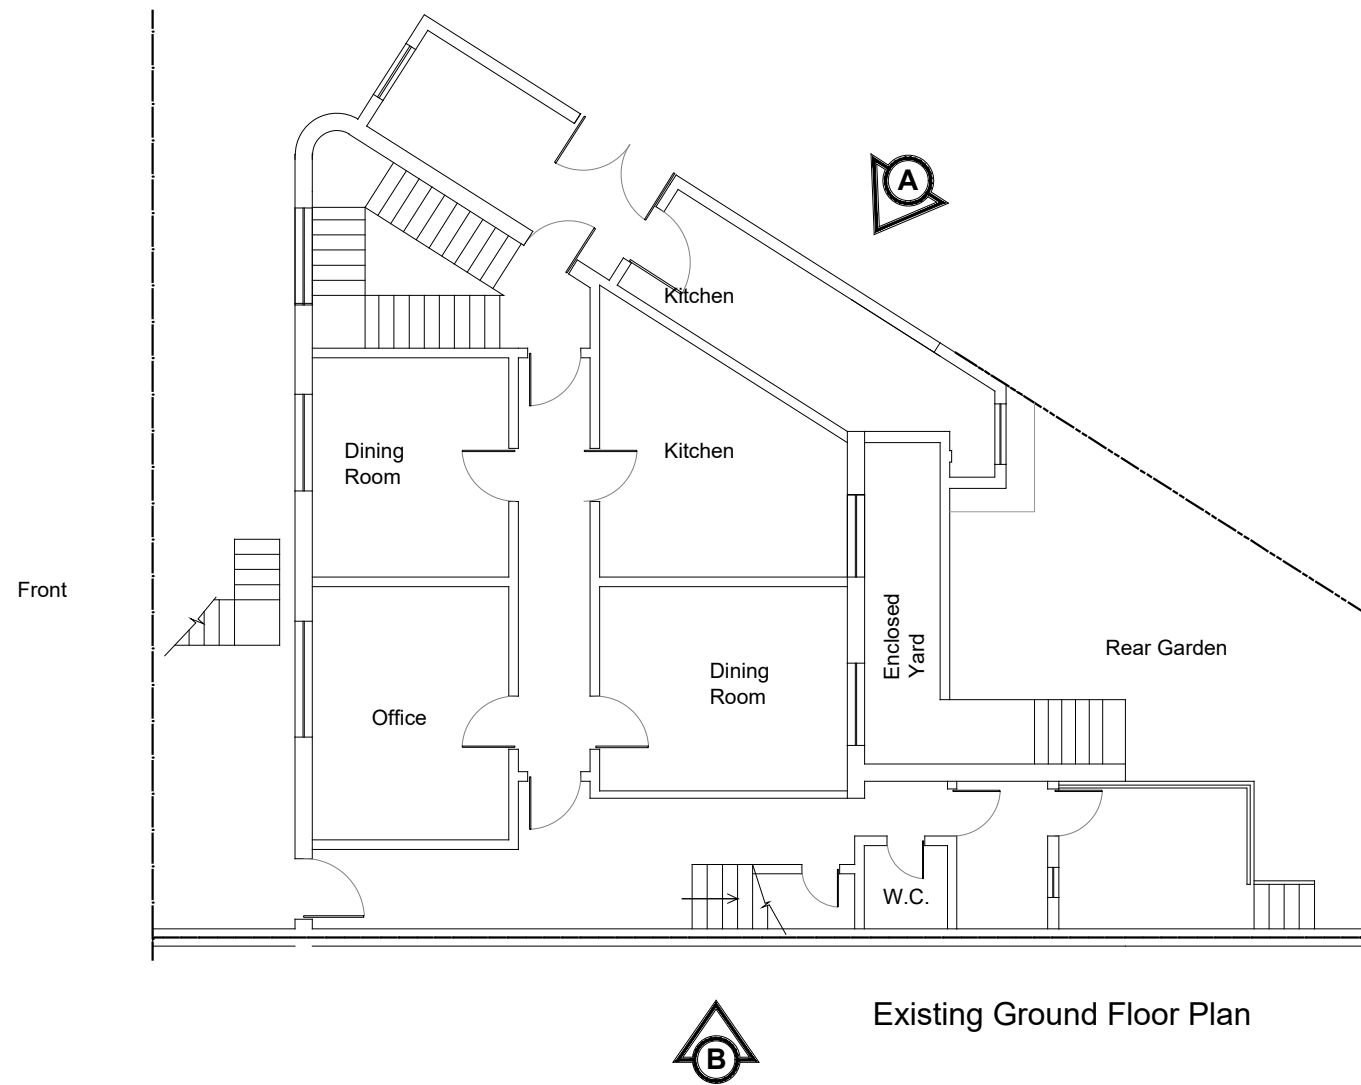 A
Kitchen
Dining
Room
Kitchen
Front
Enclosed
Yard
Rear Garden
Dining
Room
Office
W.C.
Existing Ground Floor Plan
B